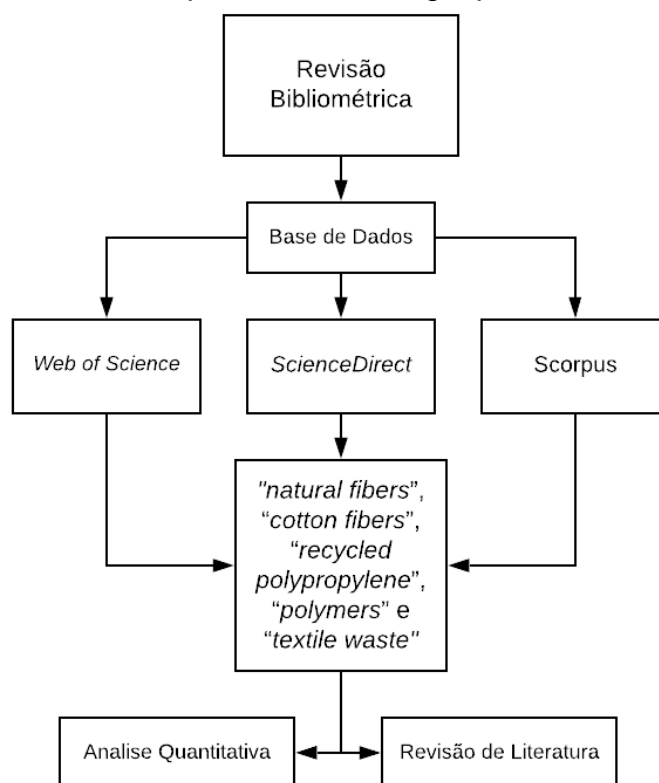 Revisão
Bibliométrica
Base de Dados
Web of Science
ScienceDirect
Scorpus
"natural fibers”,
“cotton fibers”,
“recycled
polypropylene”,
“polymers” e
“textile waste"
Analise Quantitativa
Revisão de Literatura